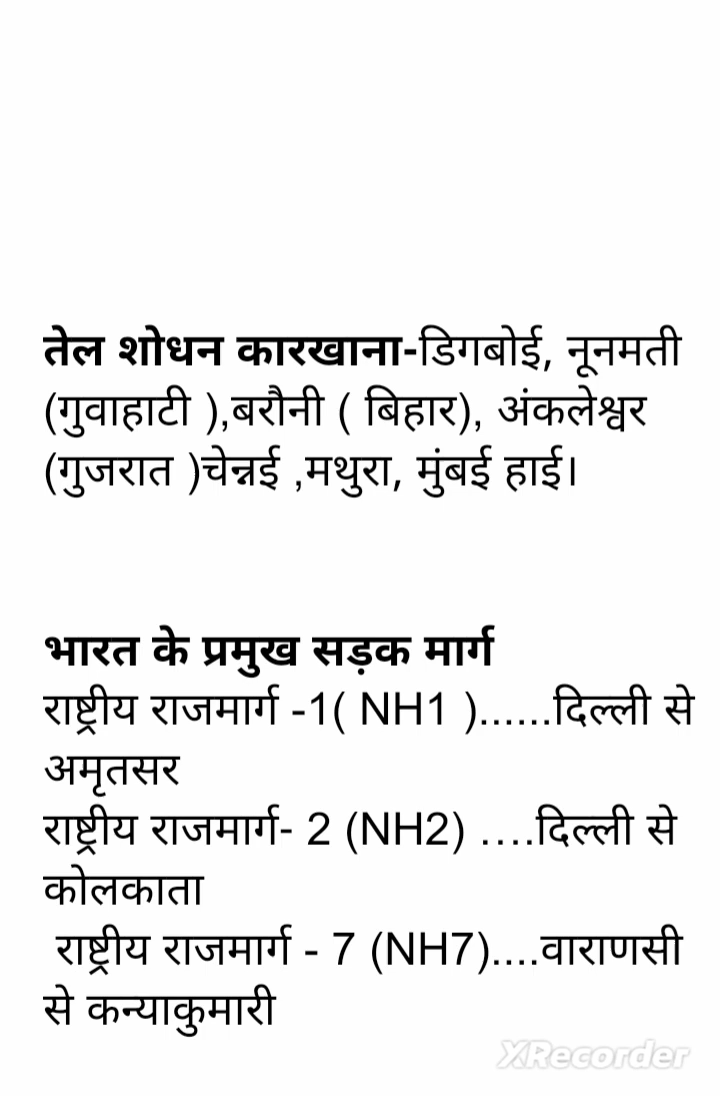 तेल शोधन कारखाना-डिगबोई, नूनमती
(गुवाहाटी ),बरौनी ( बिहार), अंकलेश्वर
(गुजरात )चेन्नई ,मथुरा, मुंबई हाई।
भारत के प्रमुख सड़क मार्ग
राष्ट्रीय राजमार्ग -1( NH1 )......दिल्ली से
अमृतसर
राष्ट्रीय राजमार्ग- 2 (NH2) ....दिल्ली से
कोलकाता
राष्ट्रीय राजमार्ग - 7 (NH7)....वाराणसी
से कन्याकुमारी
XRecorder